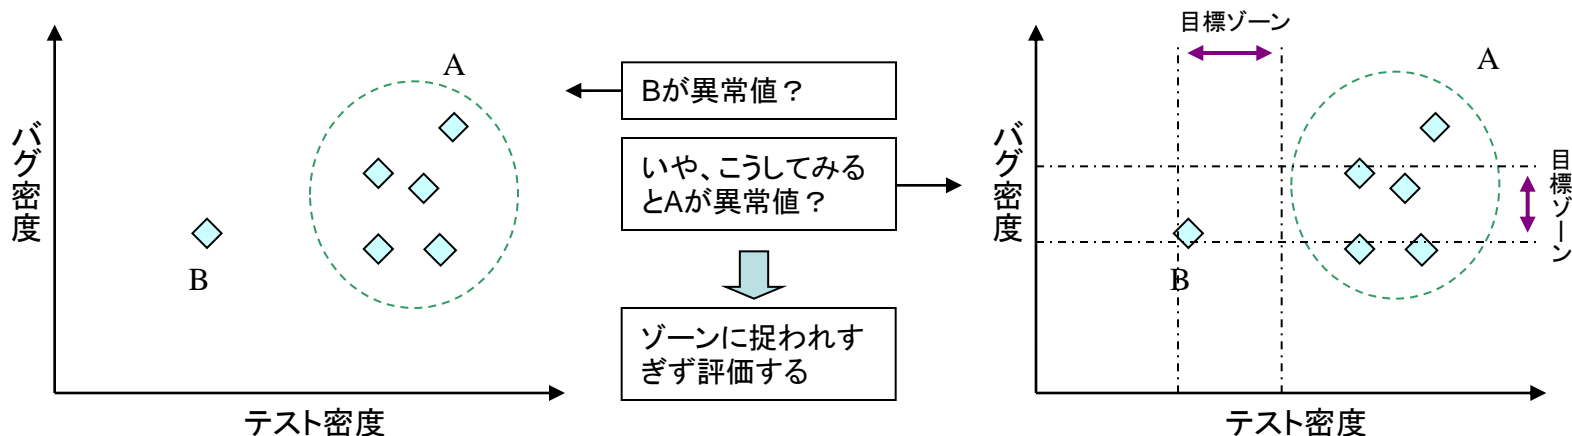 A
バグ密度
B
テスト密度
Bが異常値？
いや、こうしてみる
とAが異常値？
ゾーンに捉われす
ぎず評価する
目標ゾーン
A
バグ密度
目標ゾーン
B
テスト密度